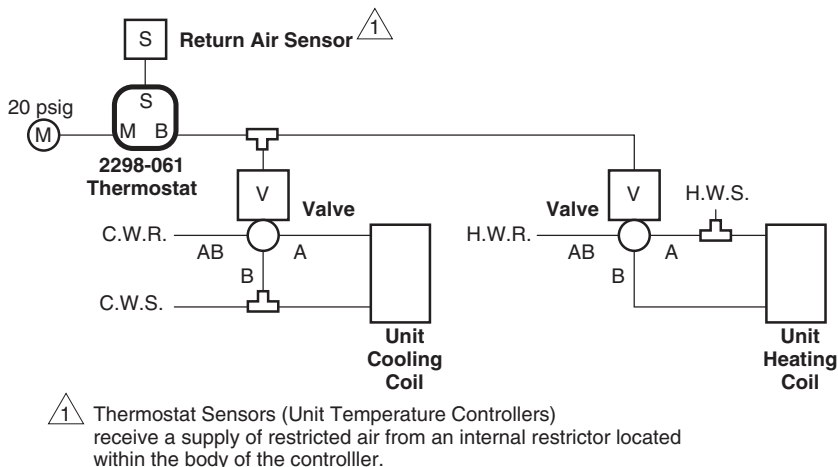 S Return Air Sensor 1
S
20 psig
M M B
2298-061
Thermostat
V V H.W.S.
Valve Valve
C.W.R. H.W.R.
AB A AB A
B B
C.W.S.
Unit
Cooling
Coil
Unit
Heating
Coil
1 Thermostat Sensors (Unit Temperature Controllers)
receive a supply of restricted air from an internal restrictor located
within the body of the controlller.